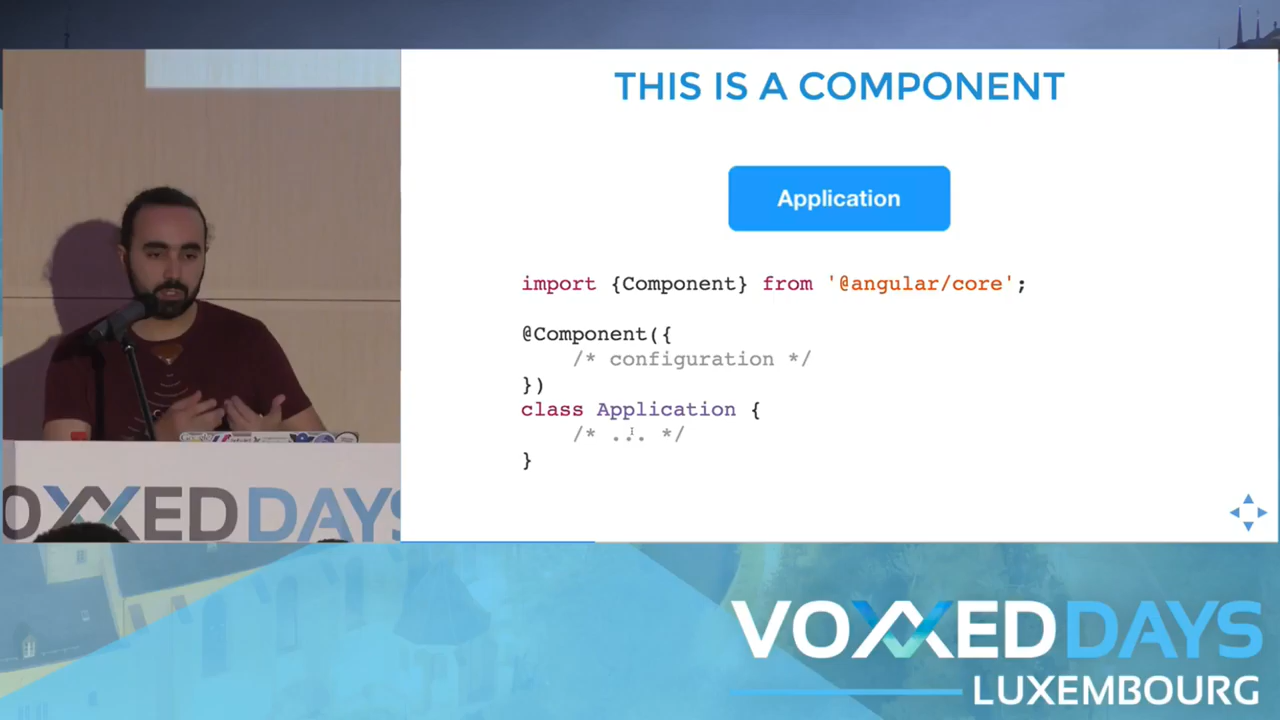 THIS IS A COMPONENT
Application
import {Component} from '@angular/core';
@Component({
/* configuration */
})
class Application {
/* ... */
}
VOXXED DAYS
VOXXED DAYS
LUXEMBOURG